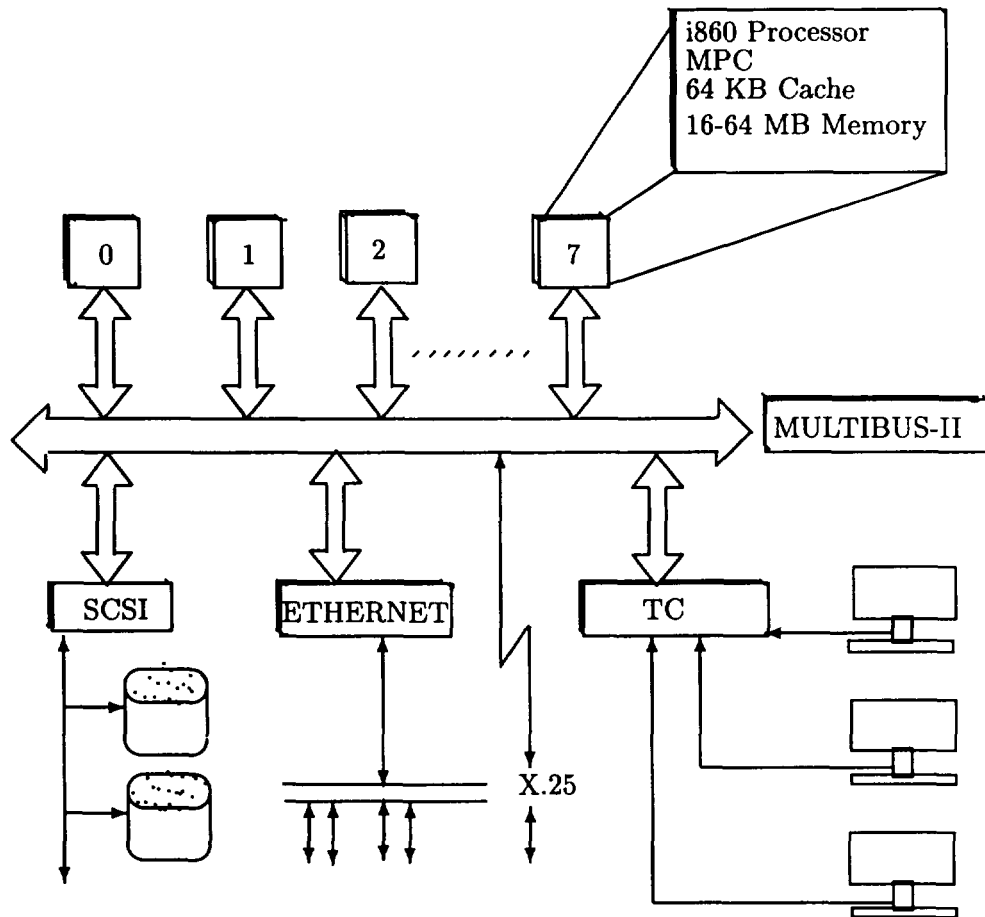 i860 Processor
MPC
64 KB Cache
16-64 MB Memory
0
1
2
7
MULTIBUS-II
SCSI
ETHERNET
TC
X.25